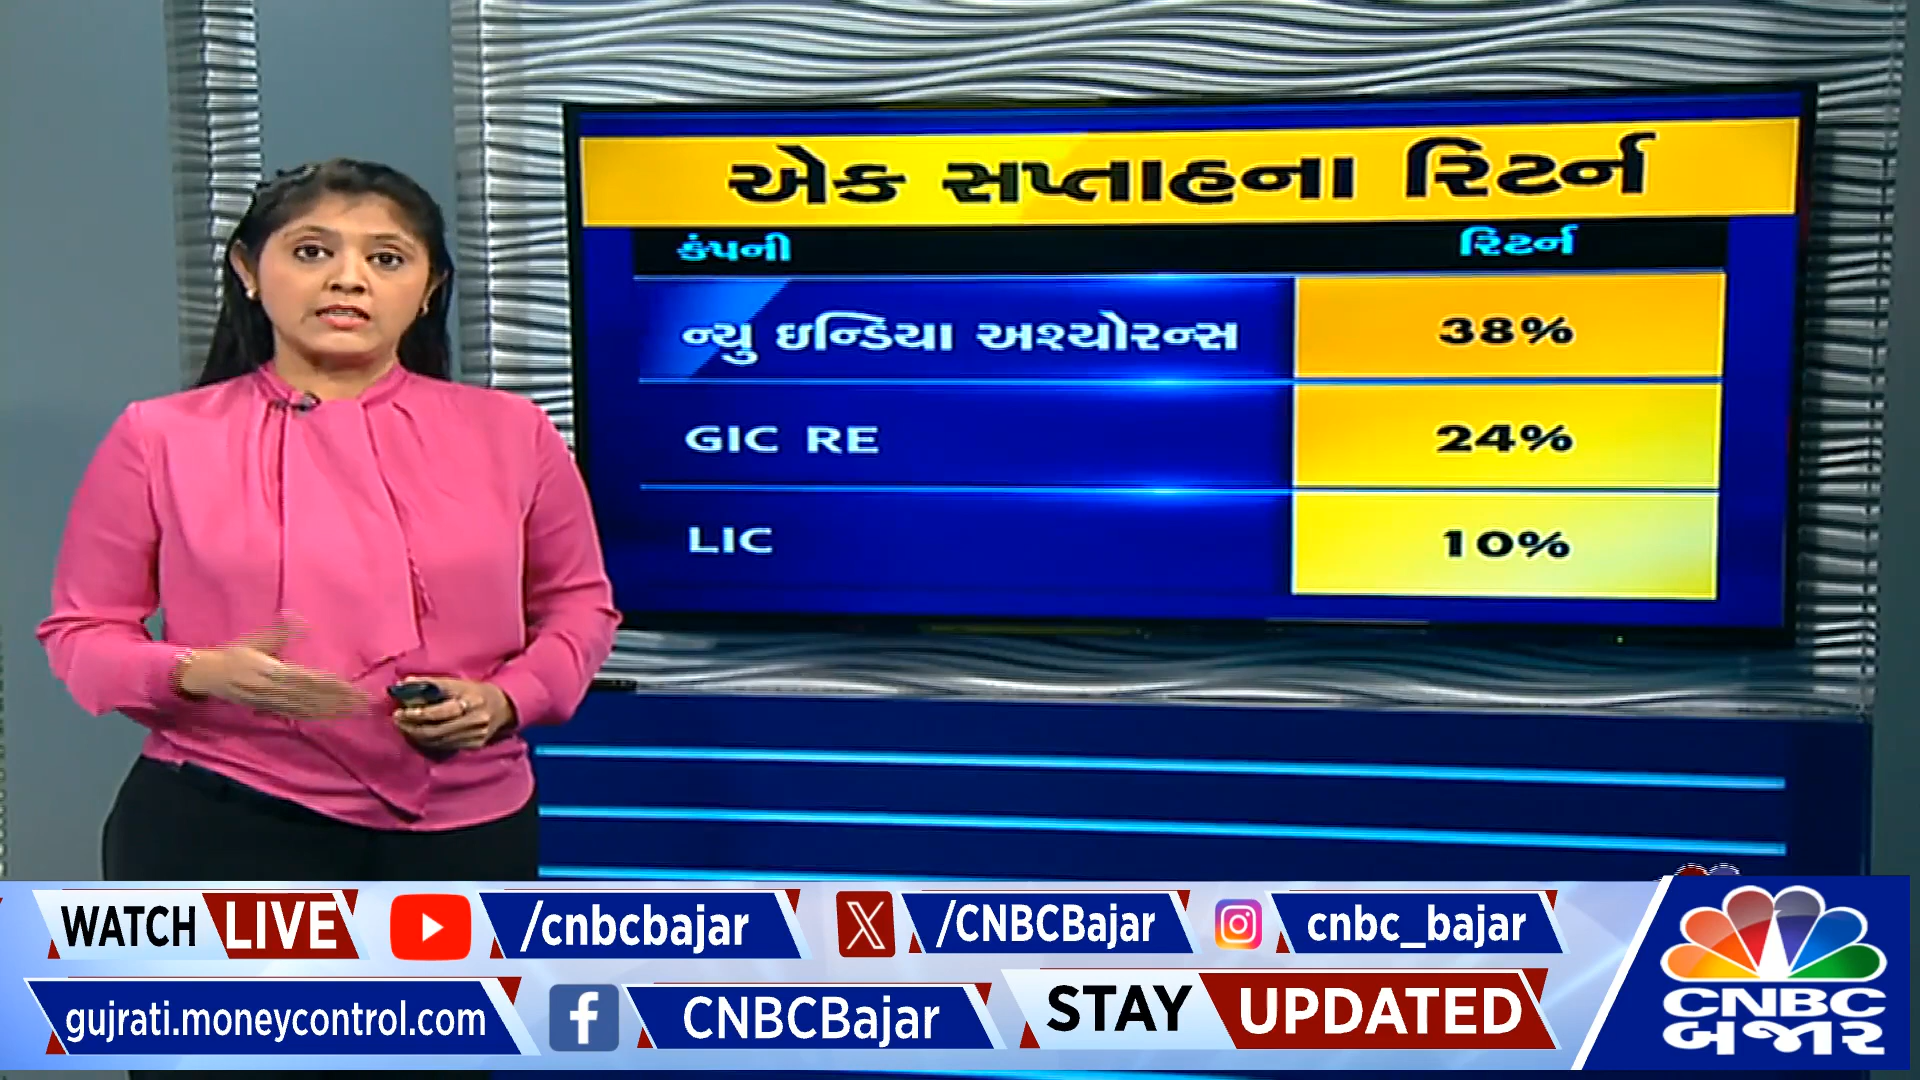 એક સપ્તાહના રિટર્ન
કંપની રિટર્ન
ન્યુ ઇન્ડિયા અશ્યોરન્સ 38%
GIC RE 24%
LIC 10%
WATCH LIVE /cnbcbajar /CNBCBajar cnbc_bajar
gujrati.moneycontrol.com CNBCBajar STAY UPDATED
CNBC
બજાર